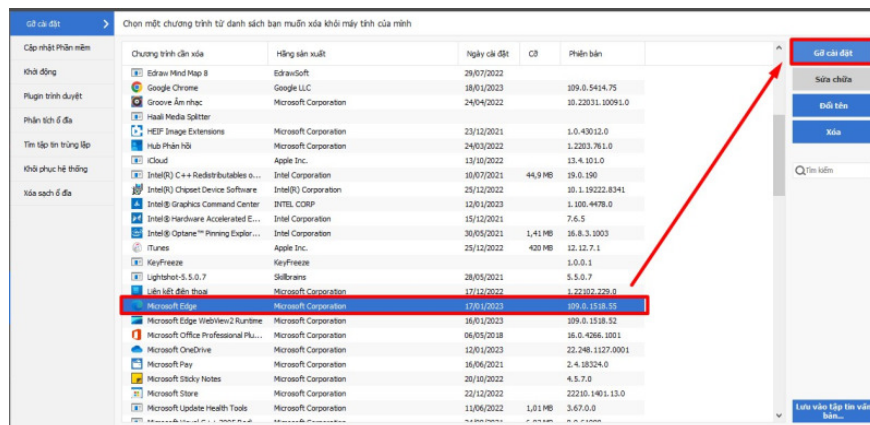 Gỡ cài đặt
Chọn một chương trình từ danh sách bạn muốn xóa khỏi máy tính của mình
Cập nhật Phần mềm
Khởi động
Plugin trình duyệt
Phân tích ổ đĩa
Tìm tập tin trùng lặp
Khôi phục hệ thống
Xóa sạch ổ đĩa
Chương trình cần xóa Hãng sản xuất Ngày cài đặt Cỡ Phiên bản
Edraw Mind Map 8 EdrawSoft 29/07/2022
Google Chrome Google LLC 18/01/2023 109.0.5414.75
Groove Âm nhạc Microsoft Corporation 24/04/2022 10.22031.10091.0
Haali Media Splitter
HEIF Image Extensions Microsoft Corporation 23/12/2021 1.0.43012.0
Hub Phản hồi Microsoft Corporation 24/03/2022 1.2203.761.0
iCloud Apple Inc. 13/10/2022 13.4.101.0
Intel(R) C++ Redistributables o... Intel Corporation 10/07/2021 44,9 MB 19.0.190
Intel(R) Chipset Device Software Intel(R) Corporation 25/12/2022 10.1.19222.8341
Intel® Graphics Command Center INTEL CORP 12/01/2023 1.100.4478.0
Intel® Hardware Accelerated E... Intel Corporation 15/12/2021 7.6.5
Intel® Optane™ Pinning Explor... Intel Corporation 30/05/2021 1,41 MB 16.8.3.1003
iTunes Apple Inc. 25/12/2022 420 MB 12.12.7.1
KeyFreeze KeyFreeze 1.0.0.1
Lightshot-5.5.0.7 Skillbrains 28/05/2021 5.5.0.7
Liên kết điện thoại Microsoft Corporation 17/12/2022 1.22102.229.0
Microsoft Edge Microsoft Corporation 17/01/2023 109.0.1518.55
Microsoft Edge WebView2 Runtime Microsoft Corporation 16/01/2023 109.0.1518.52
Microsoft Office Professional Plu... Microsoft Corporation 06/05/2018 16.0.4266.1001
Microsoft OneDrive Microsoft Corporation 12/01/2023 22.248.1127.0001
Microsoft Pay Microsoft Corporation 16/06/2021 2.4.18324.0
Microsoft Sticky Notes Microsoft Corporation 20/10/2022 4.5.7.0
Microsoft Store Microsoft Corporation 22/12/2022 22210.1401.13.0
Microsoft Update Health Tools Microsoft Corporation 11/06/2022 1,01 MB 3.67.0.0
Gỡ cài đặt
Sửa chữa
Đổi tên
Xóa
Tìm kiếm
Lưu vào tập tin văn
bản...